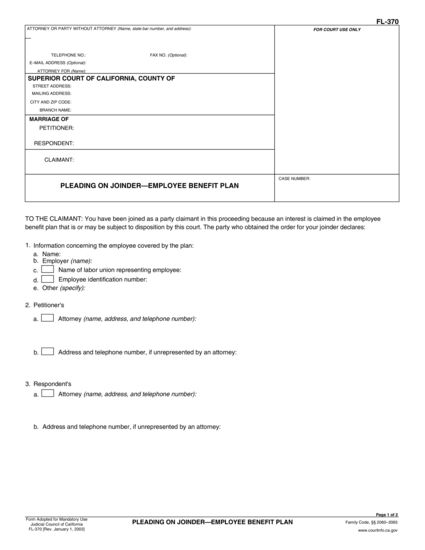 FL-370
ATTORNEY OR PARTY WITHOUT ATTORNEY (Name, state bar number, and address):
FOR COURT USE ONLY
TELEPHONE NO.: FAX NO. (Optional):
E-MAIL ADDRESS (Optional):
ATTORNEY FOR (Name):
SUPERIOR COURT OF CALIFORNIA, COUNTY OF
STREET ADDRESS:
MAILING ADDRESS:
CITY AND ZIP CODE:
BRANCH NAME:
MARRIAGE OF
PETITIONER:
RESPONDENT:
CLAIMANT:
PLEADING ON JOINDER—EMPLOYEE BENEFIT PLAN
CASE NUMBER:
TO THE CLAIMANT: You have been joined as a party claimant in this proceeding because an interest is claimed in the employee
benefit plan that is or may be subject to disposition by this court. The party who obtained the order for your joinder declares:
1. Information concerning the employee covered by the plan:
a. Name:
b. Employer (name):
c. Name of labor union representing employee:
d. Employee identification number:
e. Other (specify):
2. Petitioner's
a. Attorney (name, address, and telephone number):
b. Address and telephone number, if unrepresented by an attorney:
3. Respondent's
a. Attorney (name, address, and telephone number):
b. Address and telephone number, if unrepresented by an attorney:
Page 1 of 2
Form Adopted for Mandatory Use
Judicial Council of California
FL-370 [Rev. January 1, 2003]
PLEADING ON JOINDER—EMPLOYEE BENEFIT PLAN
Family Code, §§ 2060–2065
www.courtinfo.ca.gov